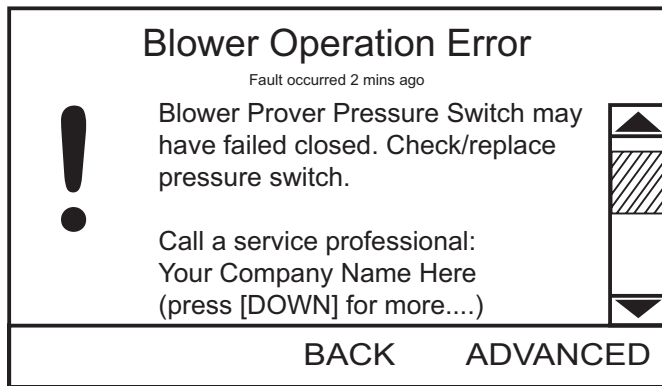 Blower Operation Error
Fault occurred 2 mins ago
Blower Prover Pressure Switch may
have failed closed. Check/replace
pressure switch.
Call a service professional:
Your Company Name Here
(press [DOWN] for more....)
BACK ADVANCED